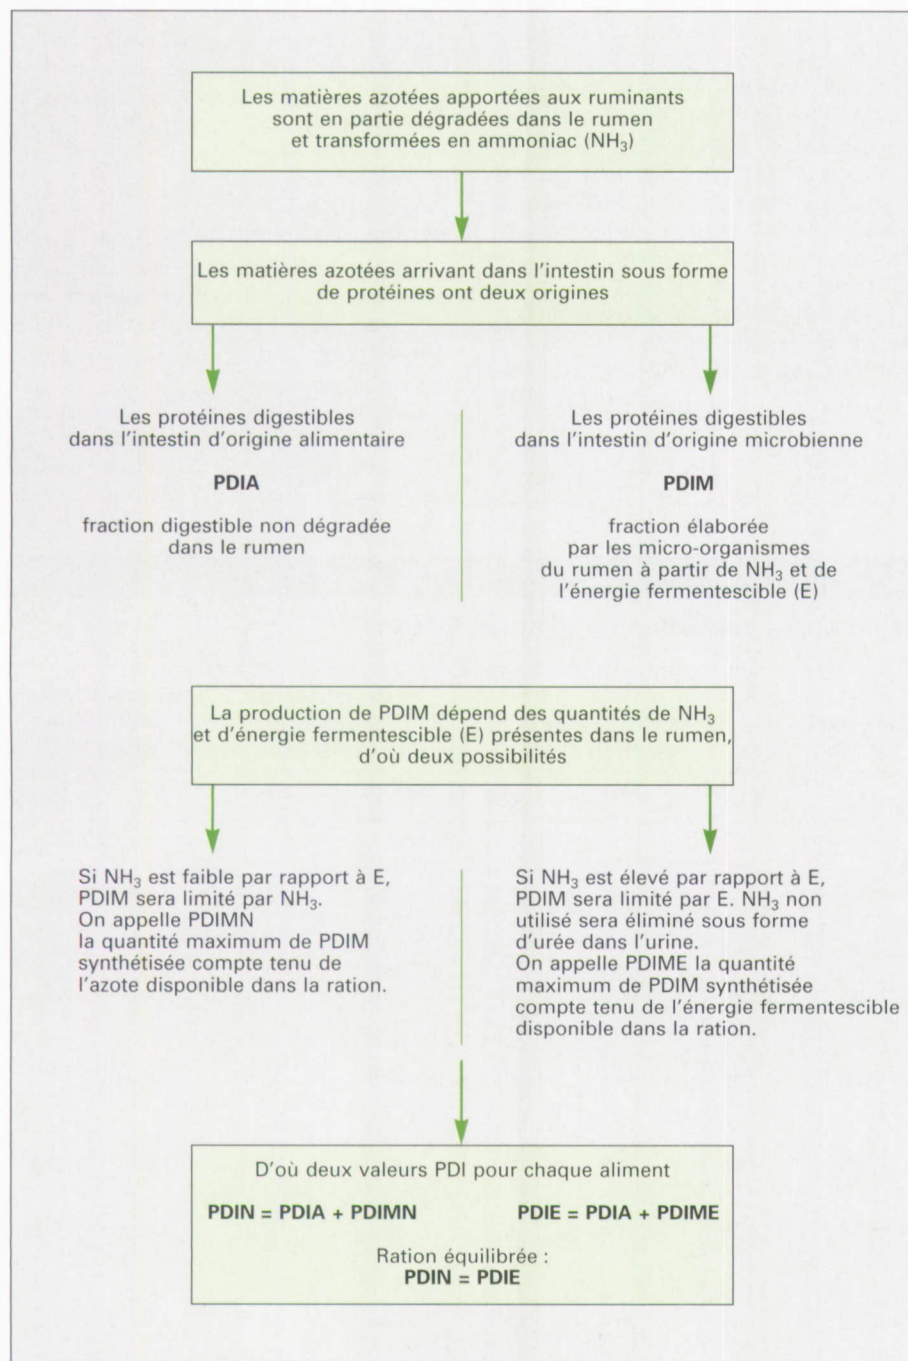 Les matières azotées apportées aux ruminants
sont en partie dégradées dans le rumen
et transformées en ammoniac (NH₃)
Les matières azotées arrivant dans l'intestin sous forme
de protéines ont deux origines
Les protéines digestibles
dans l'intestin d'origine alimentaire
PDIA
fraction digestible non dégradée
dans le rumen
Les protéines digestibles
dans l'intestin d'origine microbienne
PDIM
fraction élaborée
par les micro-organismes
du rumen à partir de NH₃ et de
l'énergie fermentescible (E)
La production de PDIM dépend des quantités de NH₃
et d'énergie fermentescible (E) présentes dans le rumen,
d'où deux possibilités
Si NH₃ est faible par rapport à E,
PDIM sera limité par NH₃.
On appelle PDIMN
la quantité maximum de PDIM
synthétisée compte tenu de
l'azote disponible dans la ration.
Si NH₃ est élevé par rapport à E,
PDIM sera limité par E. NH₃ non
utilisé sera éliminé sous forme
d'urée dans l'urine.
On appelle PDIME la quantité
maximum de PDIM synthétisée
compte tenu de l'énergie fermentescible
disponible dans la ration.
D'où deux valeurs PDI pour chaque aliment
PDIN = PDIA + PDIMN
PDIE = PDIA + PDIME
Ration équilibrée :
PDIN = PDIE